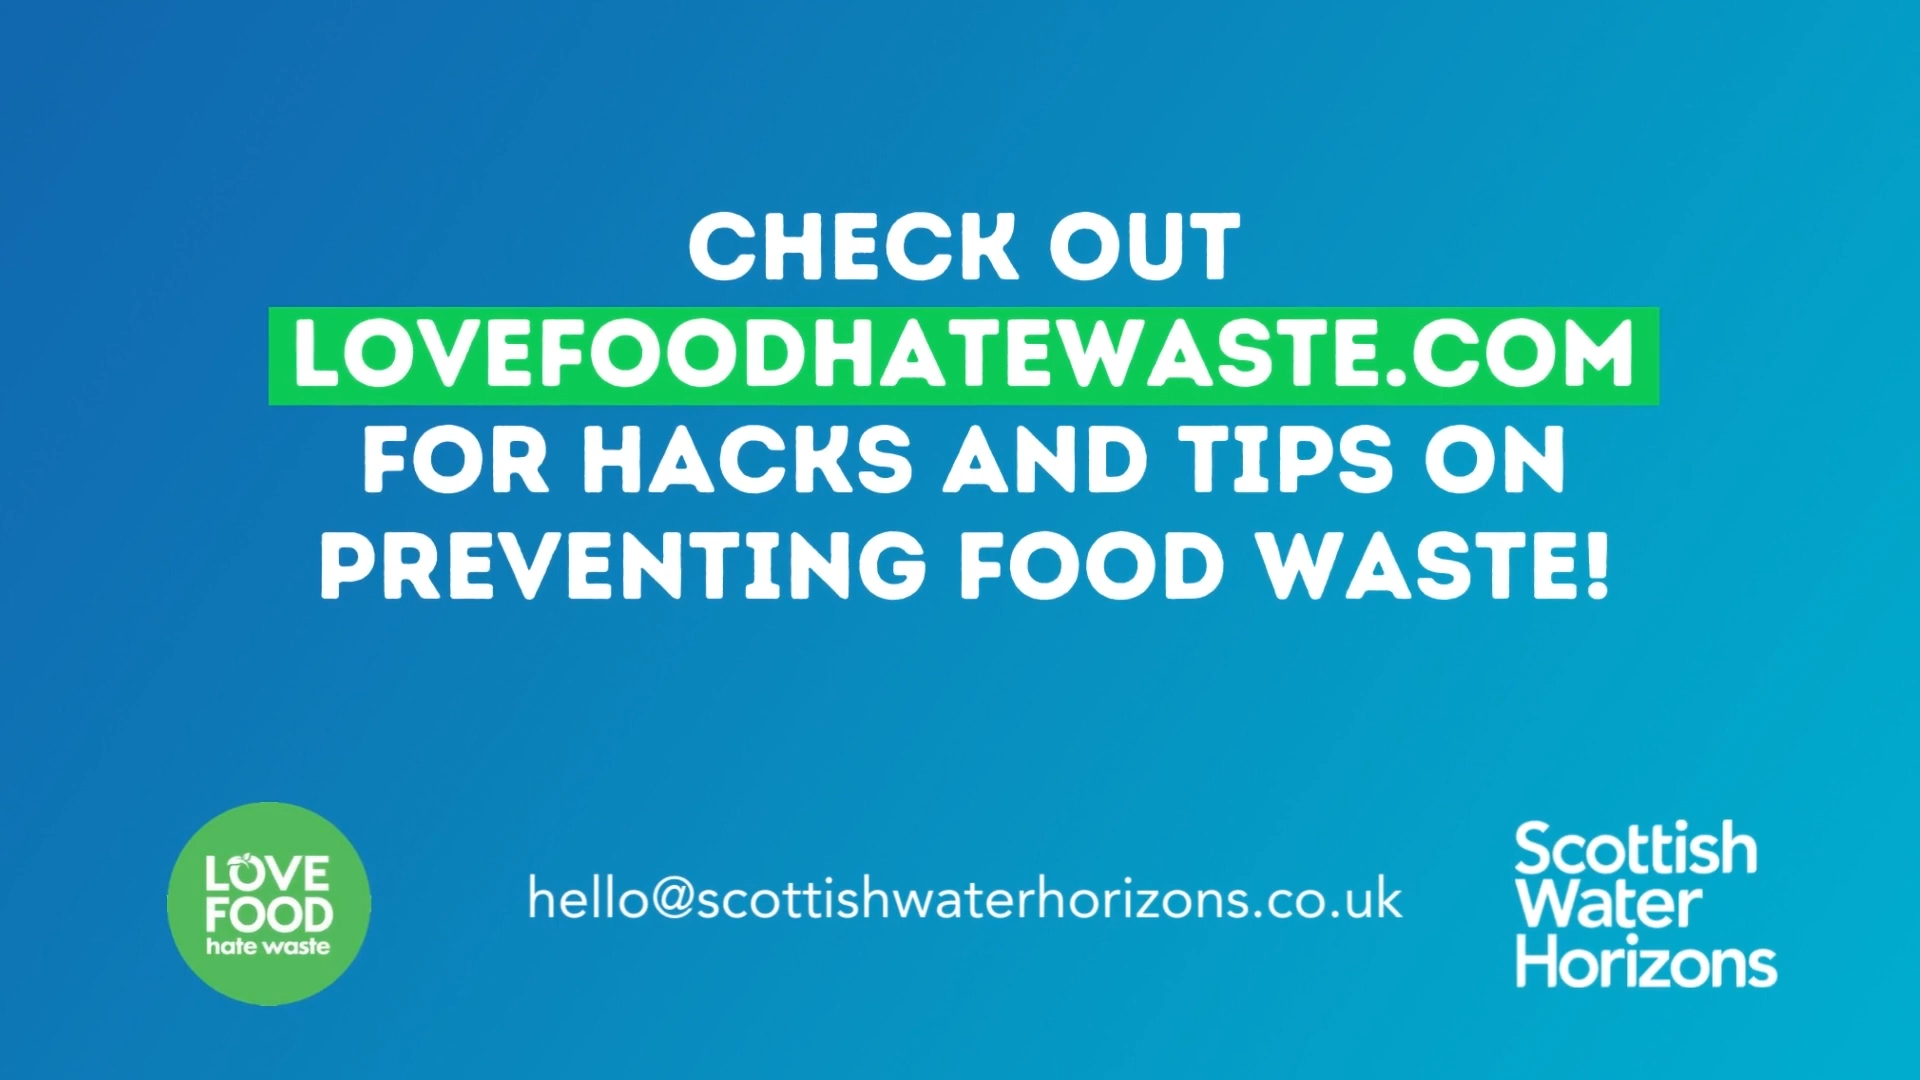 CHECK OUT
LOVEFOODHATEWASTE.COM
FOR HACKS AND TIPS ON
PREVENTING FOOD WASTE!
LOVE
FOOD
hate waste
hello@scottishwaterhorizons.co.uk
Scottish
Water
Horizons